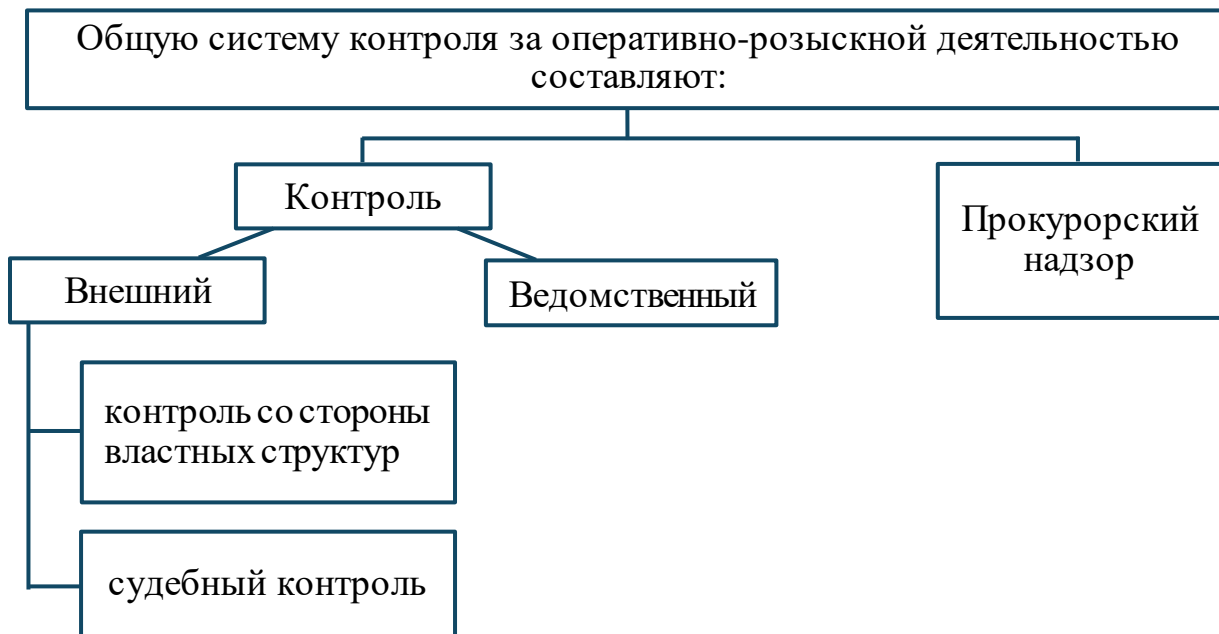 Общую систему контроля за оперативно-розыскной деятельностью
составляют:
Контроль
Прокурорский
надзор
Внешний
Ведомственный
контроль со стороны
властных структур
судебный контроль